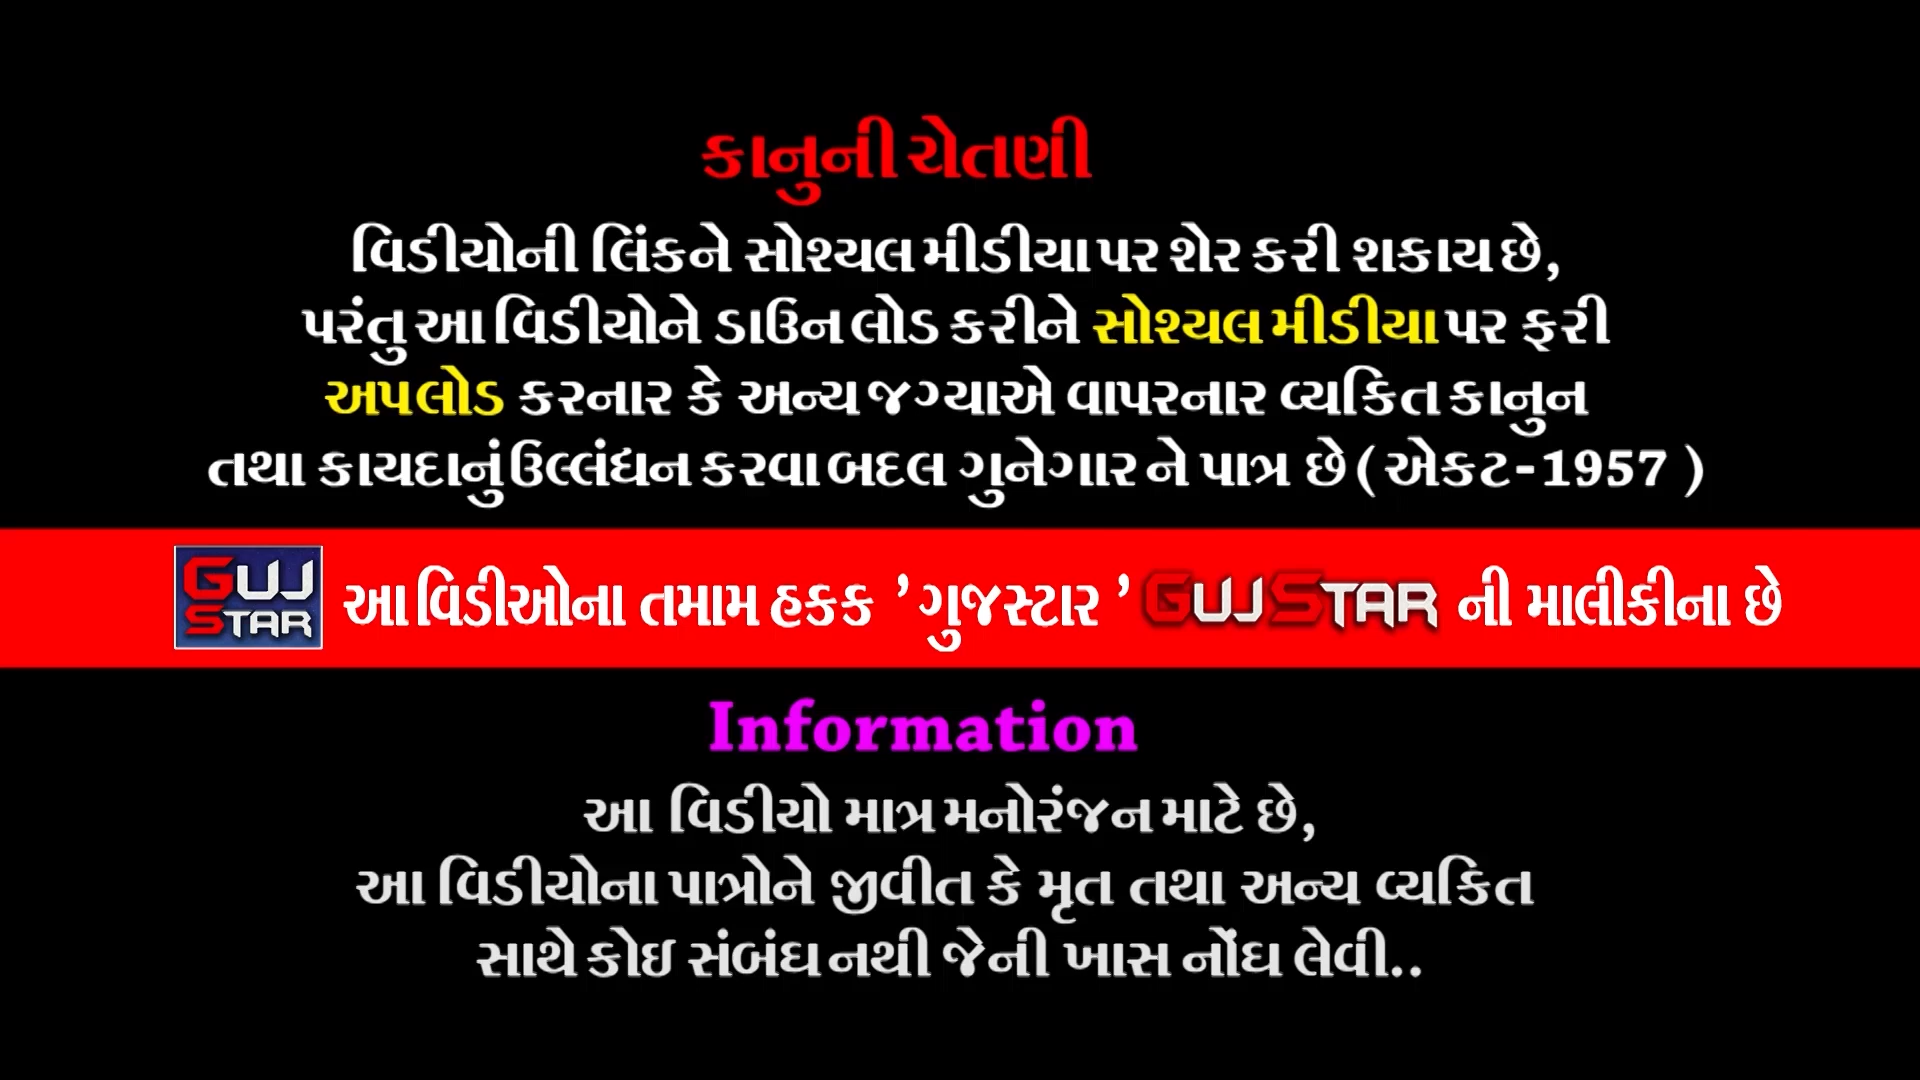 કાનુની ચેતણી
વિડીયોની લિંકને સોશ્યલ મીડીયા પર શેર કરી શકાય છે,
પરંતુ આ વિડીયોને ડાઉનલોડ કરીને સોશ્યલ મીડીયા પર ફરી
અપલોડ કરનાર કે અન્ય જગ્યાએ વાપરનાર વ્યકિત કાનુન
તથા કાયદાનું ઉલ્લંઘન કરવા બદલ ગુનેગાર ને પાત્ર છે ( એકટ-1957 )
GUJ STAR આ વિડીઓના તમામ હકક ’ ગુજસ્ટાર ’ GUJSTAR ની માલીકીના છે
Information
આ વિડીયો માત્ર મનોરંજન માટે છે,
આ વિડીયોના પાત્રોને જીવીત કે મૃત તથા અન્ય વ્યકિત
સાથે કોઇ સંબંઘ નથી જેની ખાસ નોંઘ લેવી..